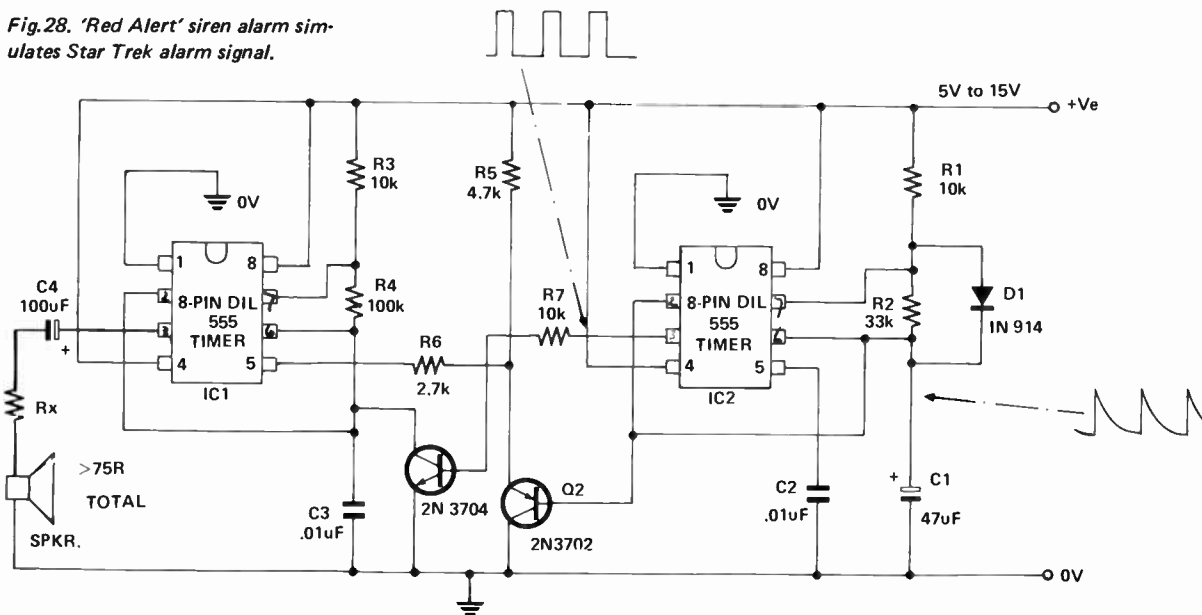 Fig.28. 'Red Alert' siren alarm sim-
ulates Star Trek alarm signal.
5V to 15V
+Ve
R3
10k
R5
4.7k
R1
10k
0V
0V
1
8
1
8
C4
100uF
2
8-PIN DIL
7
R4
100k
R7
10k
2
8-PIN DIL
7
R2
33k
D1
IN 914
3
555
6
3
555
6
TIMER
TIMER
+
4
5
R6
2.7k
4
5
IC1
IC2
Rx
>75R
TOTAL
SPKR.
C3
.01uF
2N 3704
Q2
2N3702
C2
.01uF
+
C1
47uF
0V